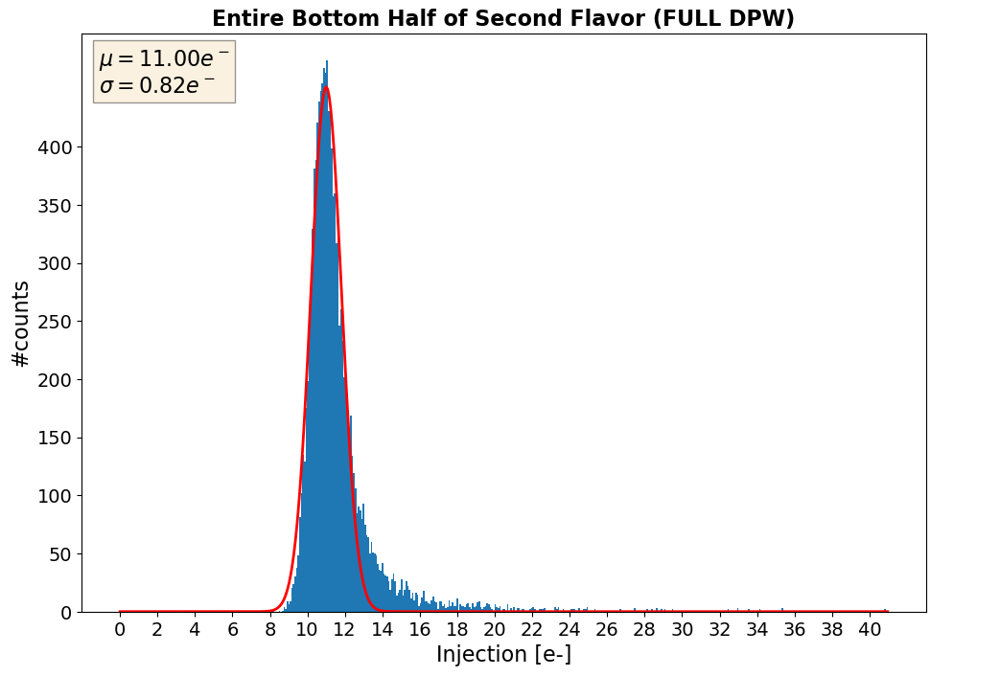 Entire Bottom Half of Second Flavor (FULL DPW)
μ = 11.00e⁻
σ = 0.82e⁻
400
350
300
250
200
150
100
50
0
#counts
0 2 4 6 8 10 12 14 16 18 20 22 24 26 28 30 32 34 36 38 40
Injection [e-]